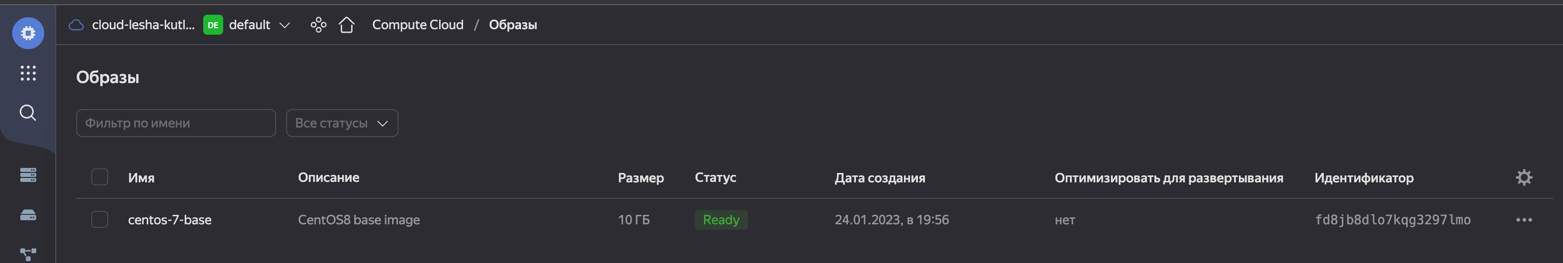 cloud-lesha-kutl... DE default Compute Cloud / Образы
Образы
Фильтр по имени Все статусы
Имя Описание Размер Статус Дата создания Оптимизировать для развертывания Идентификатор
centos-7-base CentOS8 base image 10 ГБ Ready 24.01.2023, в 19:56 нет fd8jb8dlo7kqg3297lmo